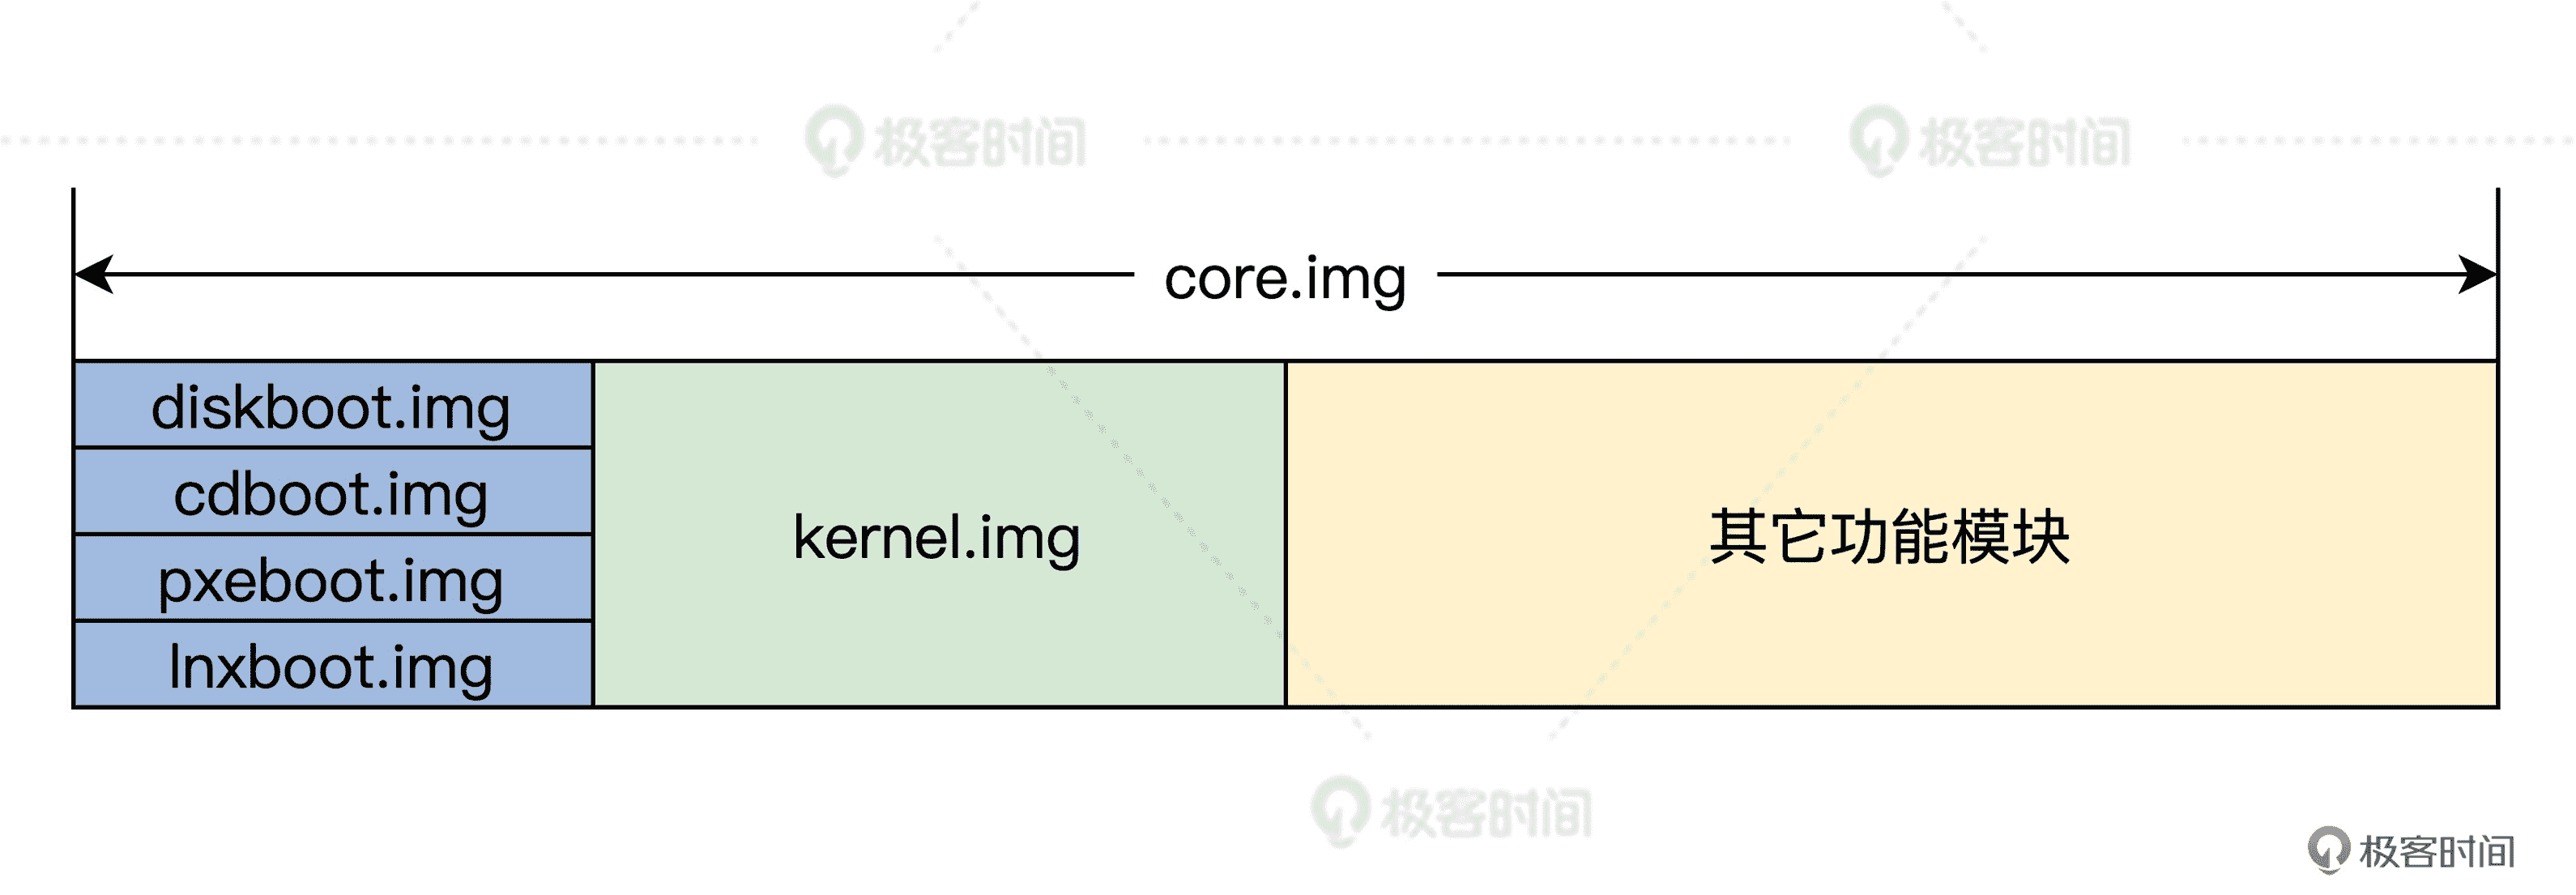 极客时间
极客时间
core.img
diskboot.img
cdboot.img
pxeboot.img
lnxboot.img
kernel.img
其它功能模块
极客时间
极客时间